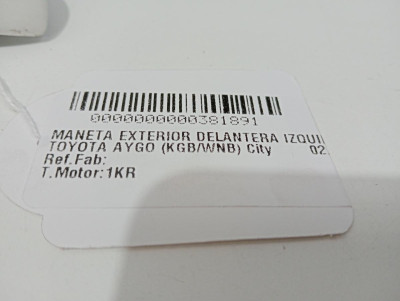 0000000000381891
MANETA EXTERIOR DELANTERA IZQUI
TOYOTA AYGO (KGB/WNB) City 02.
Ref.Fab:
T.Motor:1KR